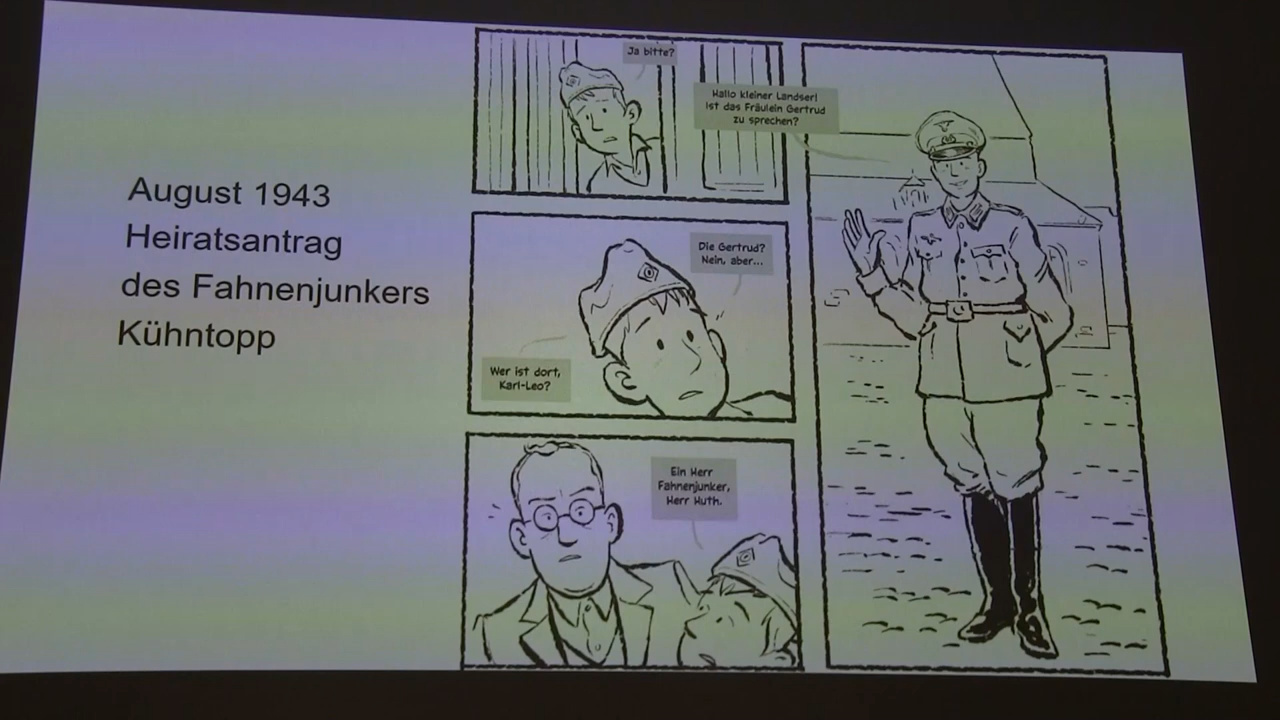 August 1943
Heiratsantrag
des Fahnenjunkers
Kühntopp
Ja bitte?
Hallo kleiner Landser!
Ist das Fräulein Gertrud
zu sprechen?
Die Gertrud?
Nein, aber...
Wer ist dort,
Karl-Leo?
Ein Herr
Fahnenjunker,
Herr Huth.